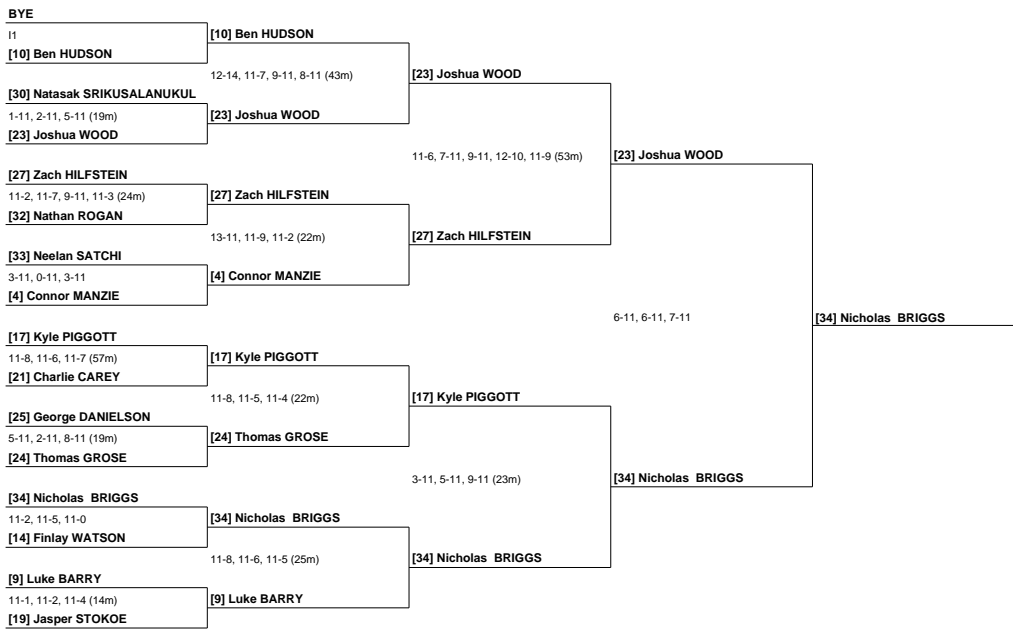 BYE
I1
[10] Ben HUDSON
[30] Natasak SRIKUSALANUKUL
1-11, 2-11, 5-11 (19m)
[23] Joshua WOOD
[27] Zach HILFSTEIN
11-2, 11-7, 9-11, 11-3 (24m)
[32] Nathan ROGAN
[33] Neelan SATCHI
3-11, 0-11, 3-11
[4] Connor MANZIE
[17] Kyle PIGGOTT
11-8, 11-6, 11-7 (57m)
[21] Charlie CAREY
[25] George DANIELSON
5-11, 2-11, 8-11 (19m)
[24] Thomas GROSE
[34] Nicholas BRIGGS
11-2, 11-5, 11-0
[14] Finlay WATSON
[9] Luke BARRY
11-1, 11-2, 11-4 (14m)
[19] Jasper STOKOE
[10] Ben HUDSON
12-14, 11-7, 9-11, 8-11 (43m)
[23] Joshua WOOD
[27] Zach HILFSTEIN
13-11, 11-9, 11-2 (22m)
[4] Connor MANZIE
[17] Kyle PIGGOTT
11-8, 11-5, 11-4 (22m)
[24] Thomas GROSE
[34] Nicholas BRIGGS
11-8, 11-6, 11-5 (25m)
[9] Luke BARRY
[23] Joshua WOOD
11-6, 7-11, 9-11, 12-10, 11-9 (53m)
[27] Zach HILFSTEIN
[17] Kyle PIGGOTT
3-11, 5-11, 9-11 (23m)
[34] Nicholas BRIGGS
[23] Joshua WOOD
6-11, 6-11, 7-11
[34] Nicholas BRIGGS
[34] Nicholas BRIGGS